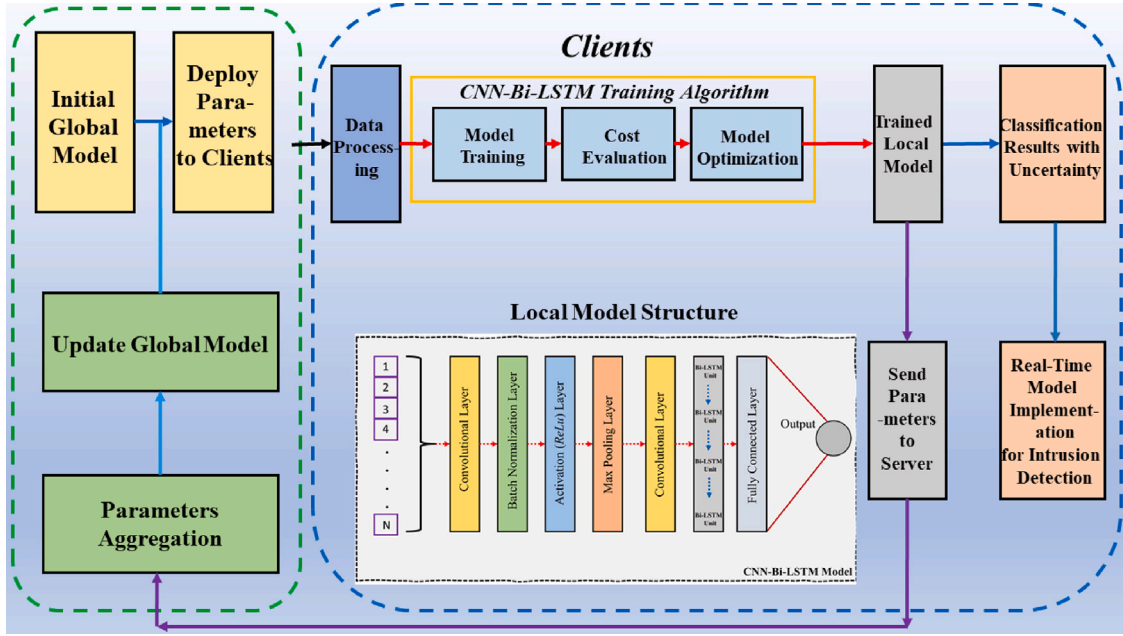 Initial
Global
Model
Deploy
Para-
meters
to Clients
Update Global Model
Parameters
Aggregation
Clients
Data
Process-
ing
CNN-Bi-LSTM Training Algorithm
Model
Training
Cost
Evaluation
Model
Optimization
Trained
Local
Model
Classification
Results with
Uncertainty
Local Model Structure
1
2
3
4
.
.
.
.
N
Convolutional Layer
Batch Normalization Layer
Activation (ReLu) Layer
Max Pooling Layer
Convolutional Layer
Bi-LSTM
Unit
Bi-LSTM
Unit
Bi-LSTM
Unit
Bi-LSTM
Unit
Fully Connected Layer
Output
CNN-Bi-LSTM Model
Send
Para
-meters
to
Server
Real-Time
Model
Implement-
ation
for Intrusion
Detection